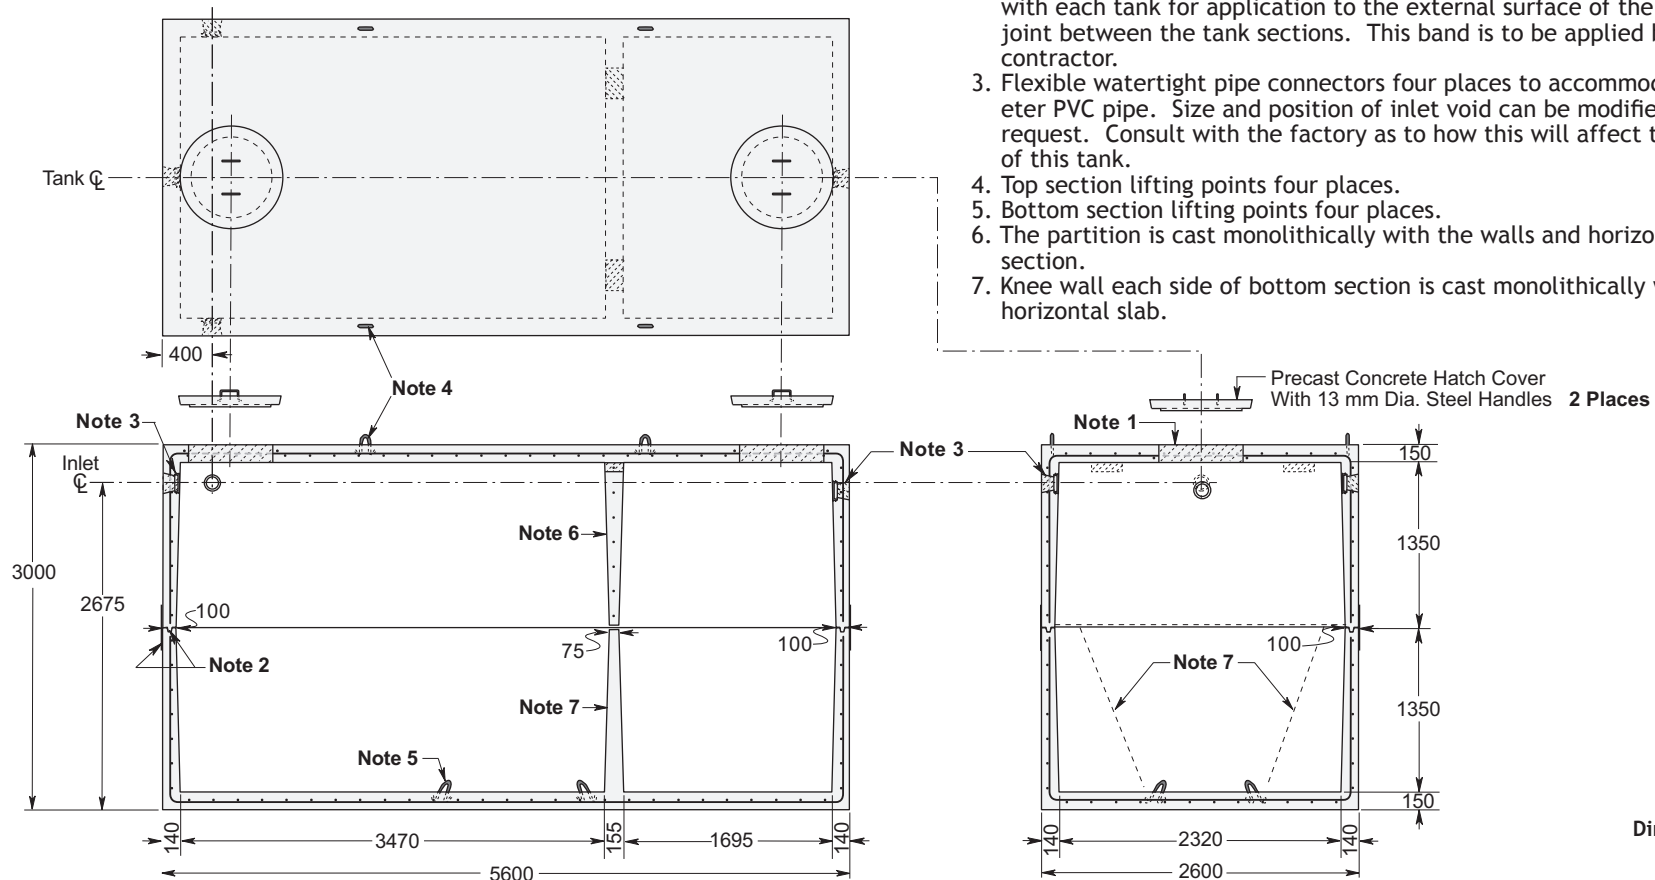 with each tank for application to the external surface of the
joint between the tank sections. This band is to be applied
contractor.
3. Flexible watertight pipe connectors four places to
eter PVC pipe. Size and position of inlet void can be
request. Consult with the factory as to how this will affect
of this tank.
4. Top section lifting points four places.
5. Bottom section lifting points four places.
6. The partition is cast monolithically with the walls and
section.
7. Knee wall each side of bottom section is cast monolithically
horizontal slab.
Tank ℄
400
Note 4
Precast Concrete Hatch Cover
With 13 mm Dia. Steel Handles 2 Places
Note 3
Note 1
Note 3
150
Inlet
℄
Note 6
1350
3000
2675
100
75
100
100
Note 2
Note 7
Note 7
1350
Note 5
150
140
3470
155
1695
140
140
2320
140
5600
2600